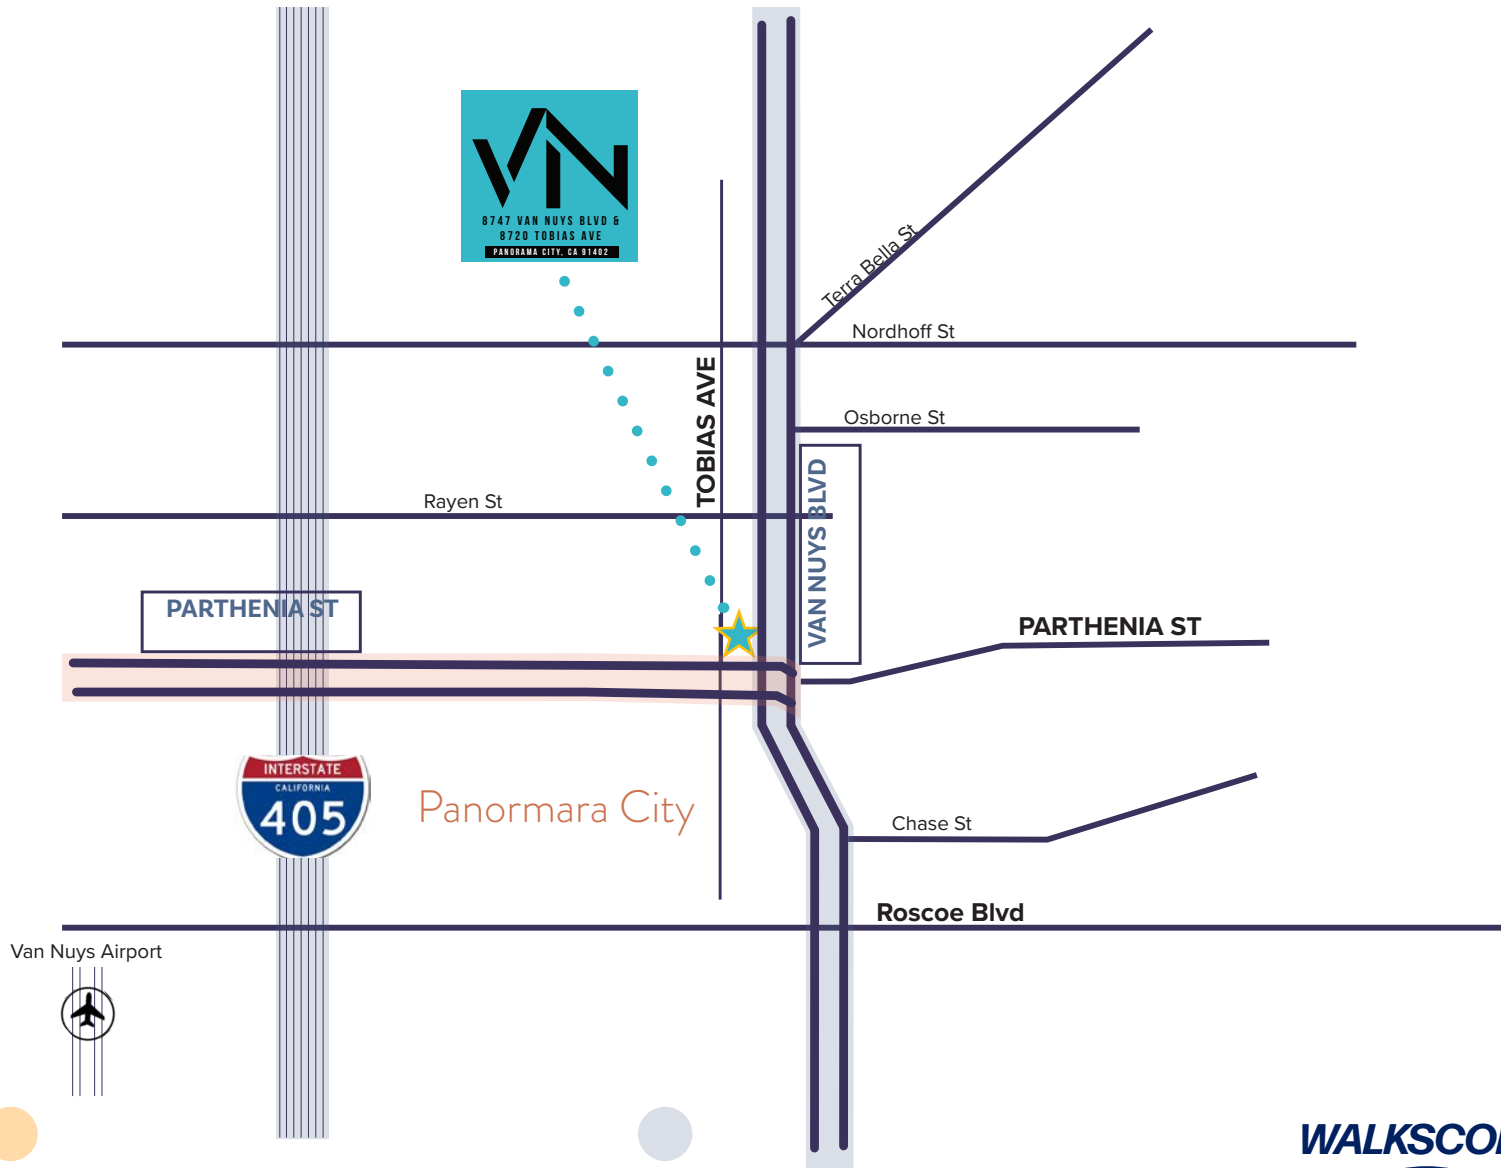 8747 VAN NUYS BLVD &
8720 TOBIAS AVE
PANORAMA CITY, CA 91402
Terra Bella St
Nordhoff St
TOBIAS AVE
Osborne St
VAN NUYS BLVD
Rayen St
PARTHENIA ST
PARTHENIA ST
INTERSTATE
CALIFORNIA
405
Panormara City
Chase St
Roscoe Blvd
Van Nuys Airport